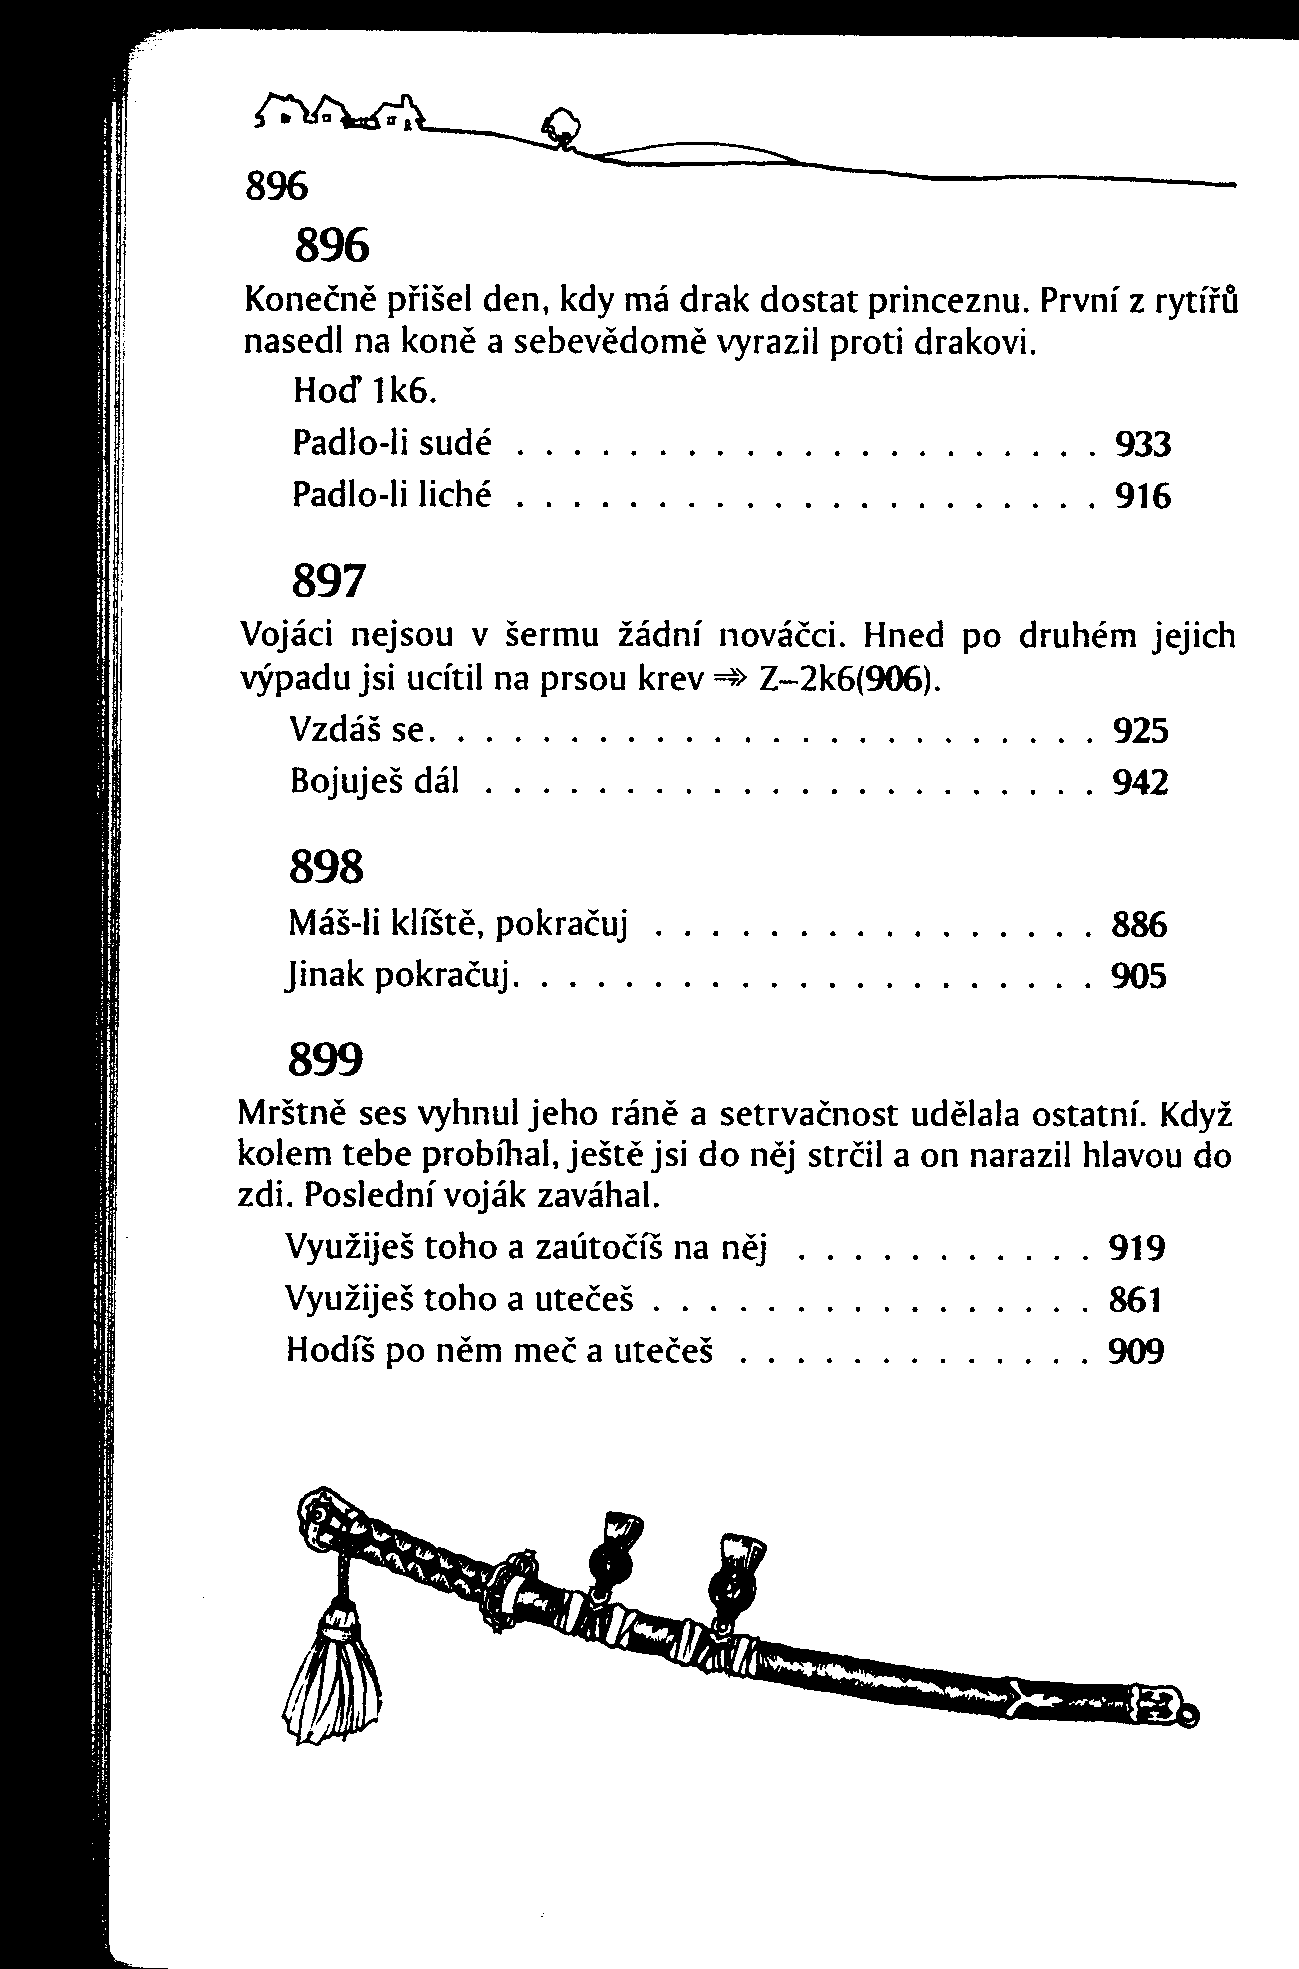 896
896
Konečně přišel den, kdy má drak dostat princeznu. První z rytířů
nasedl na koně a sebevědomě vyrazil proti drakovi.
Hoď 1k6.
Padlo-li sudé . . . . . . . . . . . . . . . . . . . . . 933
Padlo-li liché . . . . . . . . . . . . . . . . . . . . . 916
897
Vojáci nejsou v šermu žádní nováčci. Hned po druhém jejich
výpadu jsi ucítil na prsou krev ⇒ Z–2k6(906).
Vzdáš se. . . . . . . . . . . . . . . . . . . . . . . . 925
Bojuješ dál . . . . . . . . . . . . . . . . . . . . . . 942
898
Máš-li klíště, pokračuj . . . . . . . . . . . . . . . . 886
Jinak pokračuj. . . . . . . . . . . . . . . . . . . . . 905
899
Mrštně ses vyhnul jeho ráně a setrvačnost udělala ostatní. Když
kolem tebe probíhal, ještě jsi do něj strčil a on narazil hlavou do
zdi. Poslední voják zaváhal.
Využiješ toho a zaútočíš na něj . . . . . . . . . . . 919
Využiješ toho a utečeš . . . . . . . . . . . . . . . . 861
Hodíš po něm meč a utečeš . . . . . . . . . . . . . 909